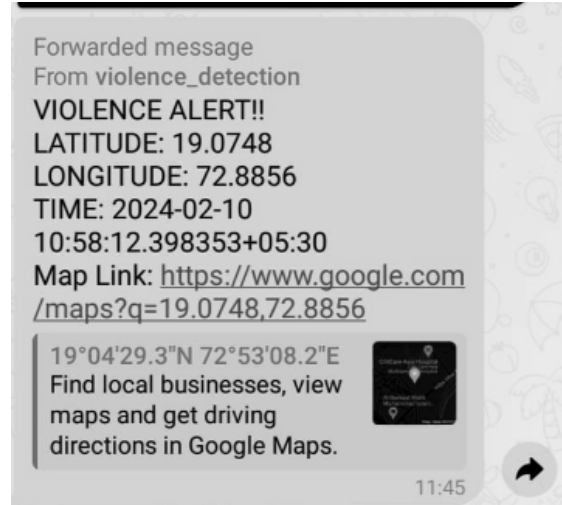 Forwarded message
From violence_detection
VIOLENCE ALERT!!
LATITUDE: 19.0748
LONGITUDE: 72.8856
TIME: 2024-02-10
10:58:12.398353+05:30
Map Link: https://www.google.com
/maps?q=19.0748,72.8856
19°04'29.3"N 72°53'08.2"E
Find local businesses, view
maps and get driving
directions in Google Maps.
11:45